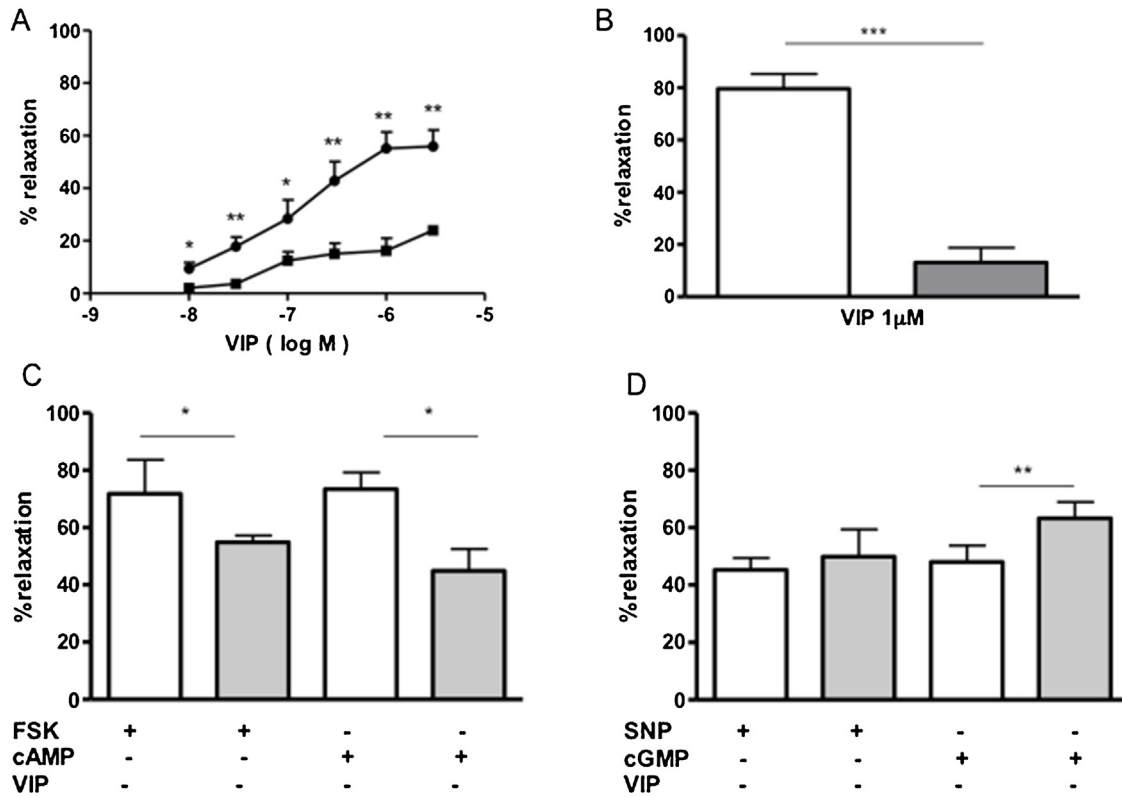 A
100
80
60
40
20
0
% relaxation
* ** * ** ** **
-9 -8 -7 -6 -5
VIP ( log M )
B
100
80
60
40
20
0
%relaxation
***
VIP 1μM
C
100
80
60
40
20
0
%relaxation
* *
FSK + + - -
cAMP - - + +
VIP - - - -
D
100
80
60
40
20
0
%relaxation
**
SNP + + - -
cGMP - - + +
VIP - - - -